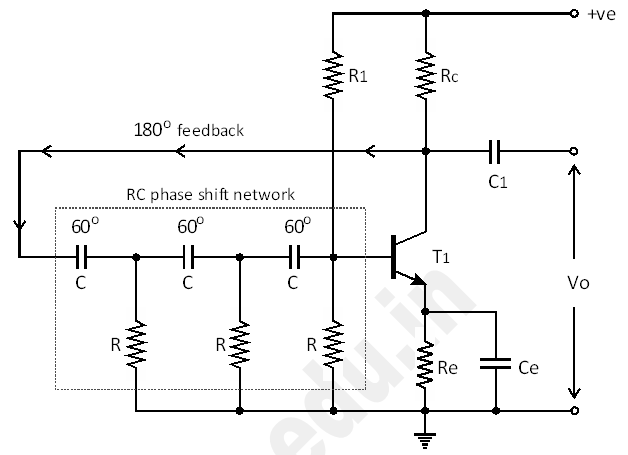 +ve
R1
Rc
180° feedback
C1
RC phase shift network
60°
60°
60°
C
C
C
T1
Vo
R
R
R
Re
Ce
edu.in